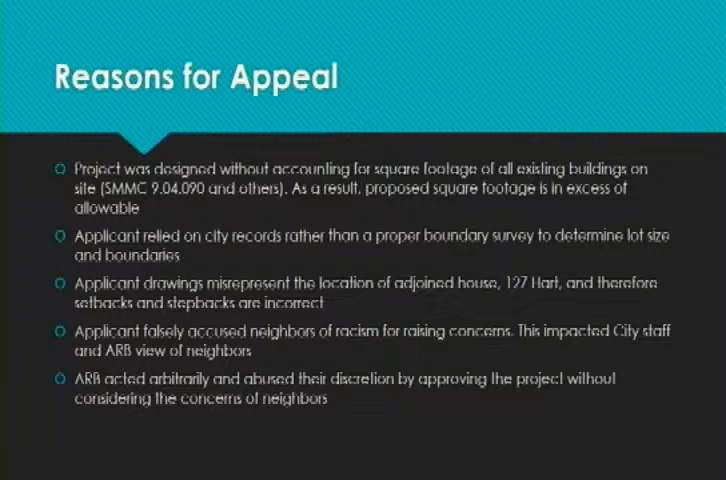 Reasons for Appeal
Project was designed without accounting for square footage of all existing buildings on
site (SMMC 9.04.090 and others). As a result, proposed square footage is in excess of
allowable
Applicant relied on city records rather than a proper boundary survey to determine lot size
and boundaries
Applicant drawings misrepresent the location of adjoined house, 127 Hart, and therefore
setbacks and stepbacks are incorrect
Applicant falsely accused neighbors of racism for raising concerns. This impacted City staff
and ARB view of neighbors
ARB acted arbitrarily and abused their discretion by approving the project without
considering the concerns of neighbors